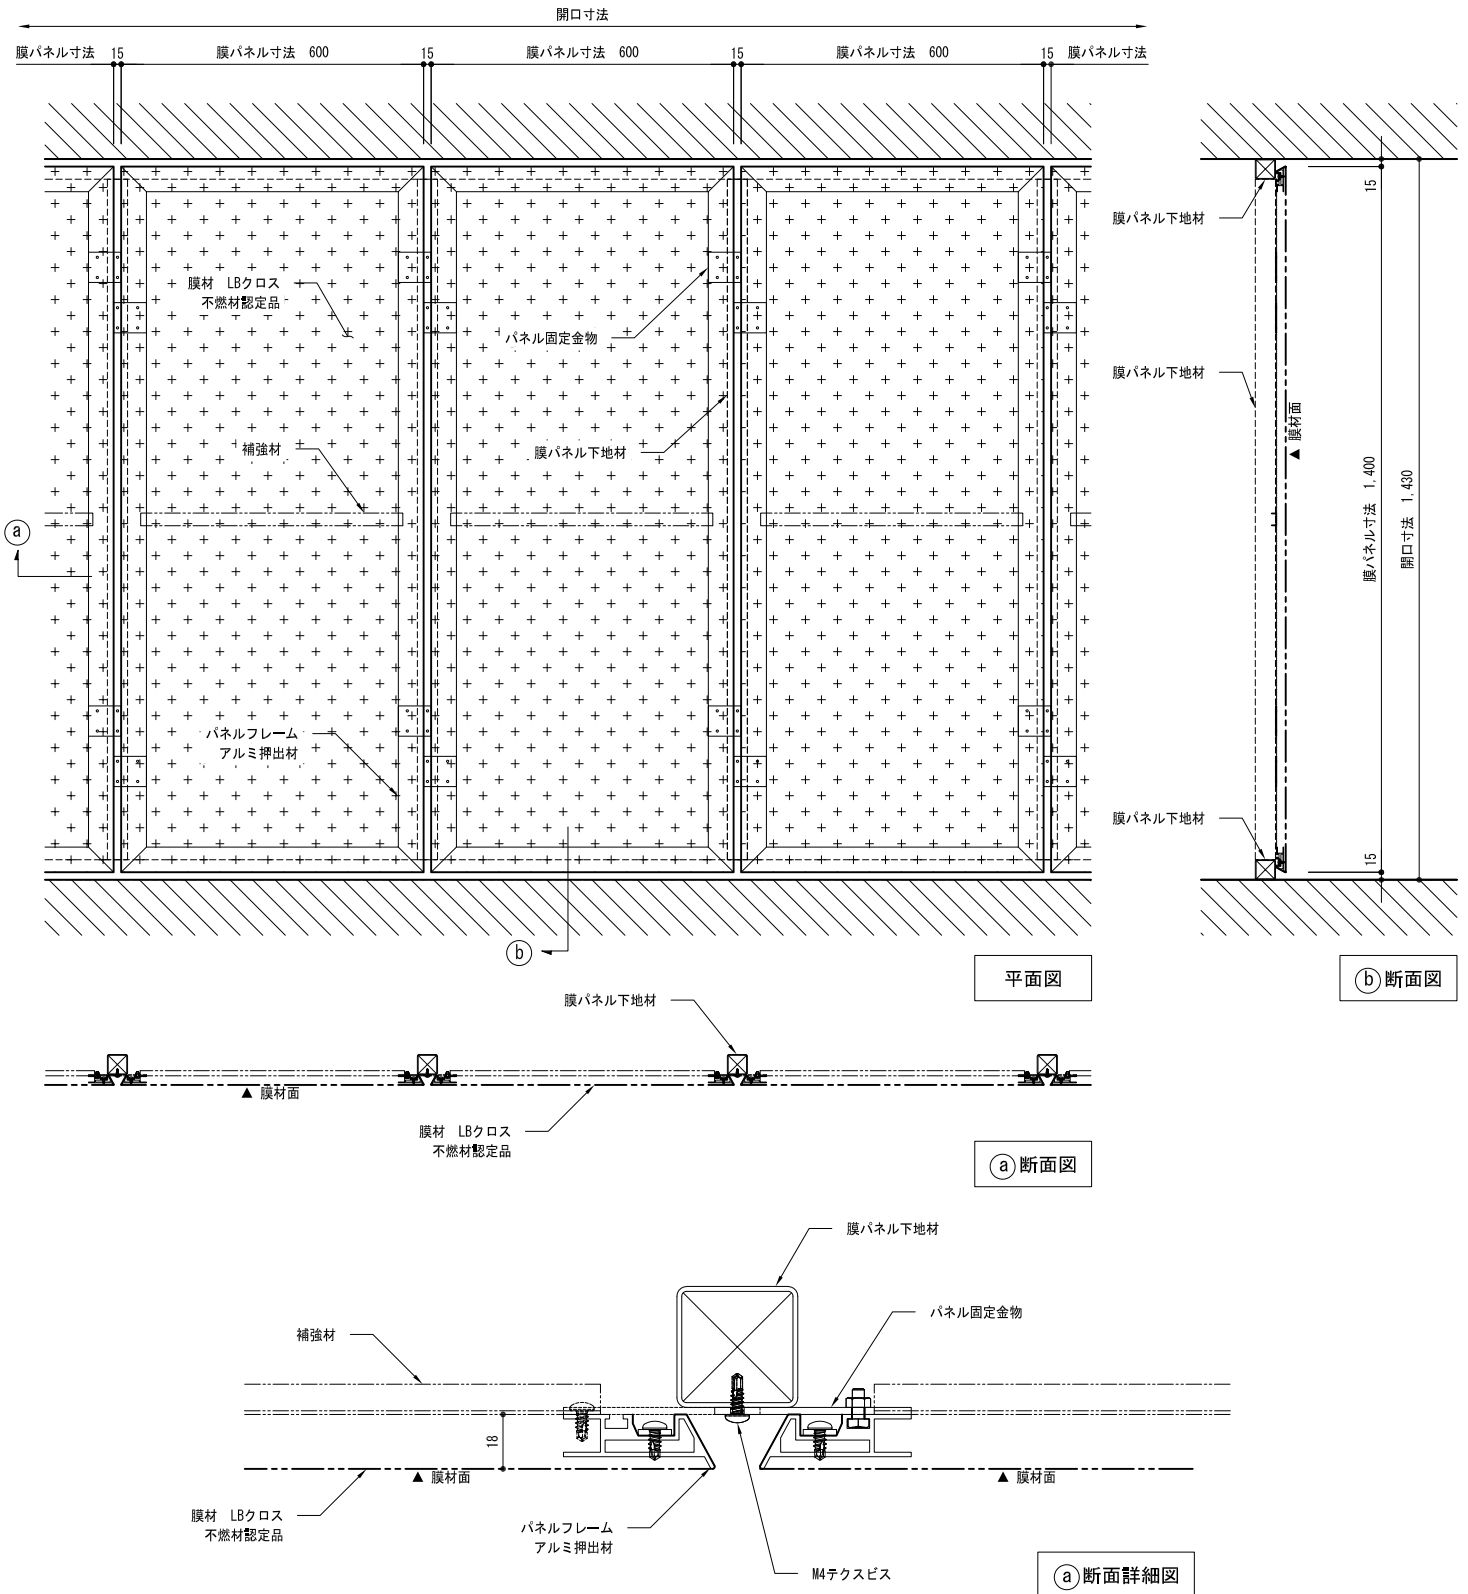 開口寸法
膜パネル寸法 15 膜パネル寸法 600 15 膜パネル寸法 600 15 膜パネル寸法 600 15 膜パネル寸法
膜材 LBクロス
不燃材認定品
パネル固定金物
補強材
膜パネル下地材
パネルフレーム
アルミ押出材
a
b
平面図
膜パネル下地材
膜パネル下地材
膜パネル下地材
15
▲ 膜材面
膜パネル寸法 1,400
開口寸法 1,430
15
b 断面図
膜パネル下地材
▲ 膜材面
膜材 LBクロス
不燃材認定品
a 断面図
膜パネル下地材
パネル固定金物
補強材
18
▲ 膜材面
▲ 膜材面
膜材 LBクロス
不燃材認定品
パネルフレーム
アルミ押出材
M4テクスビス
a 断面詳細図